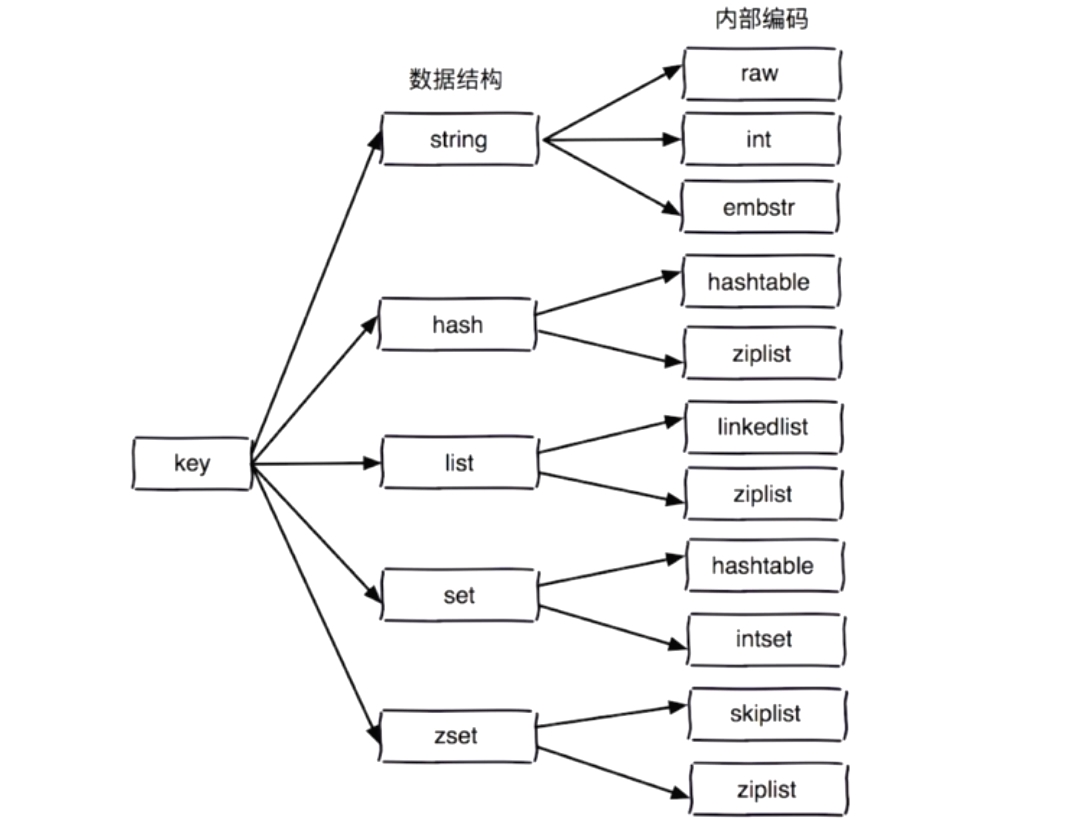 内部编码
数据结构
raw
string
int
embstr
hashtable
hash
ziplist
linkedlist
key
list
ziplist
hashtable
set
intset
skiplist
zset
ziplist